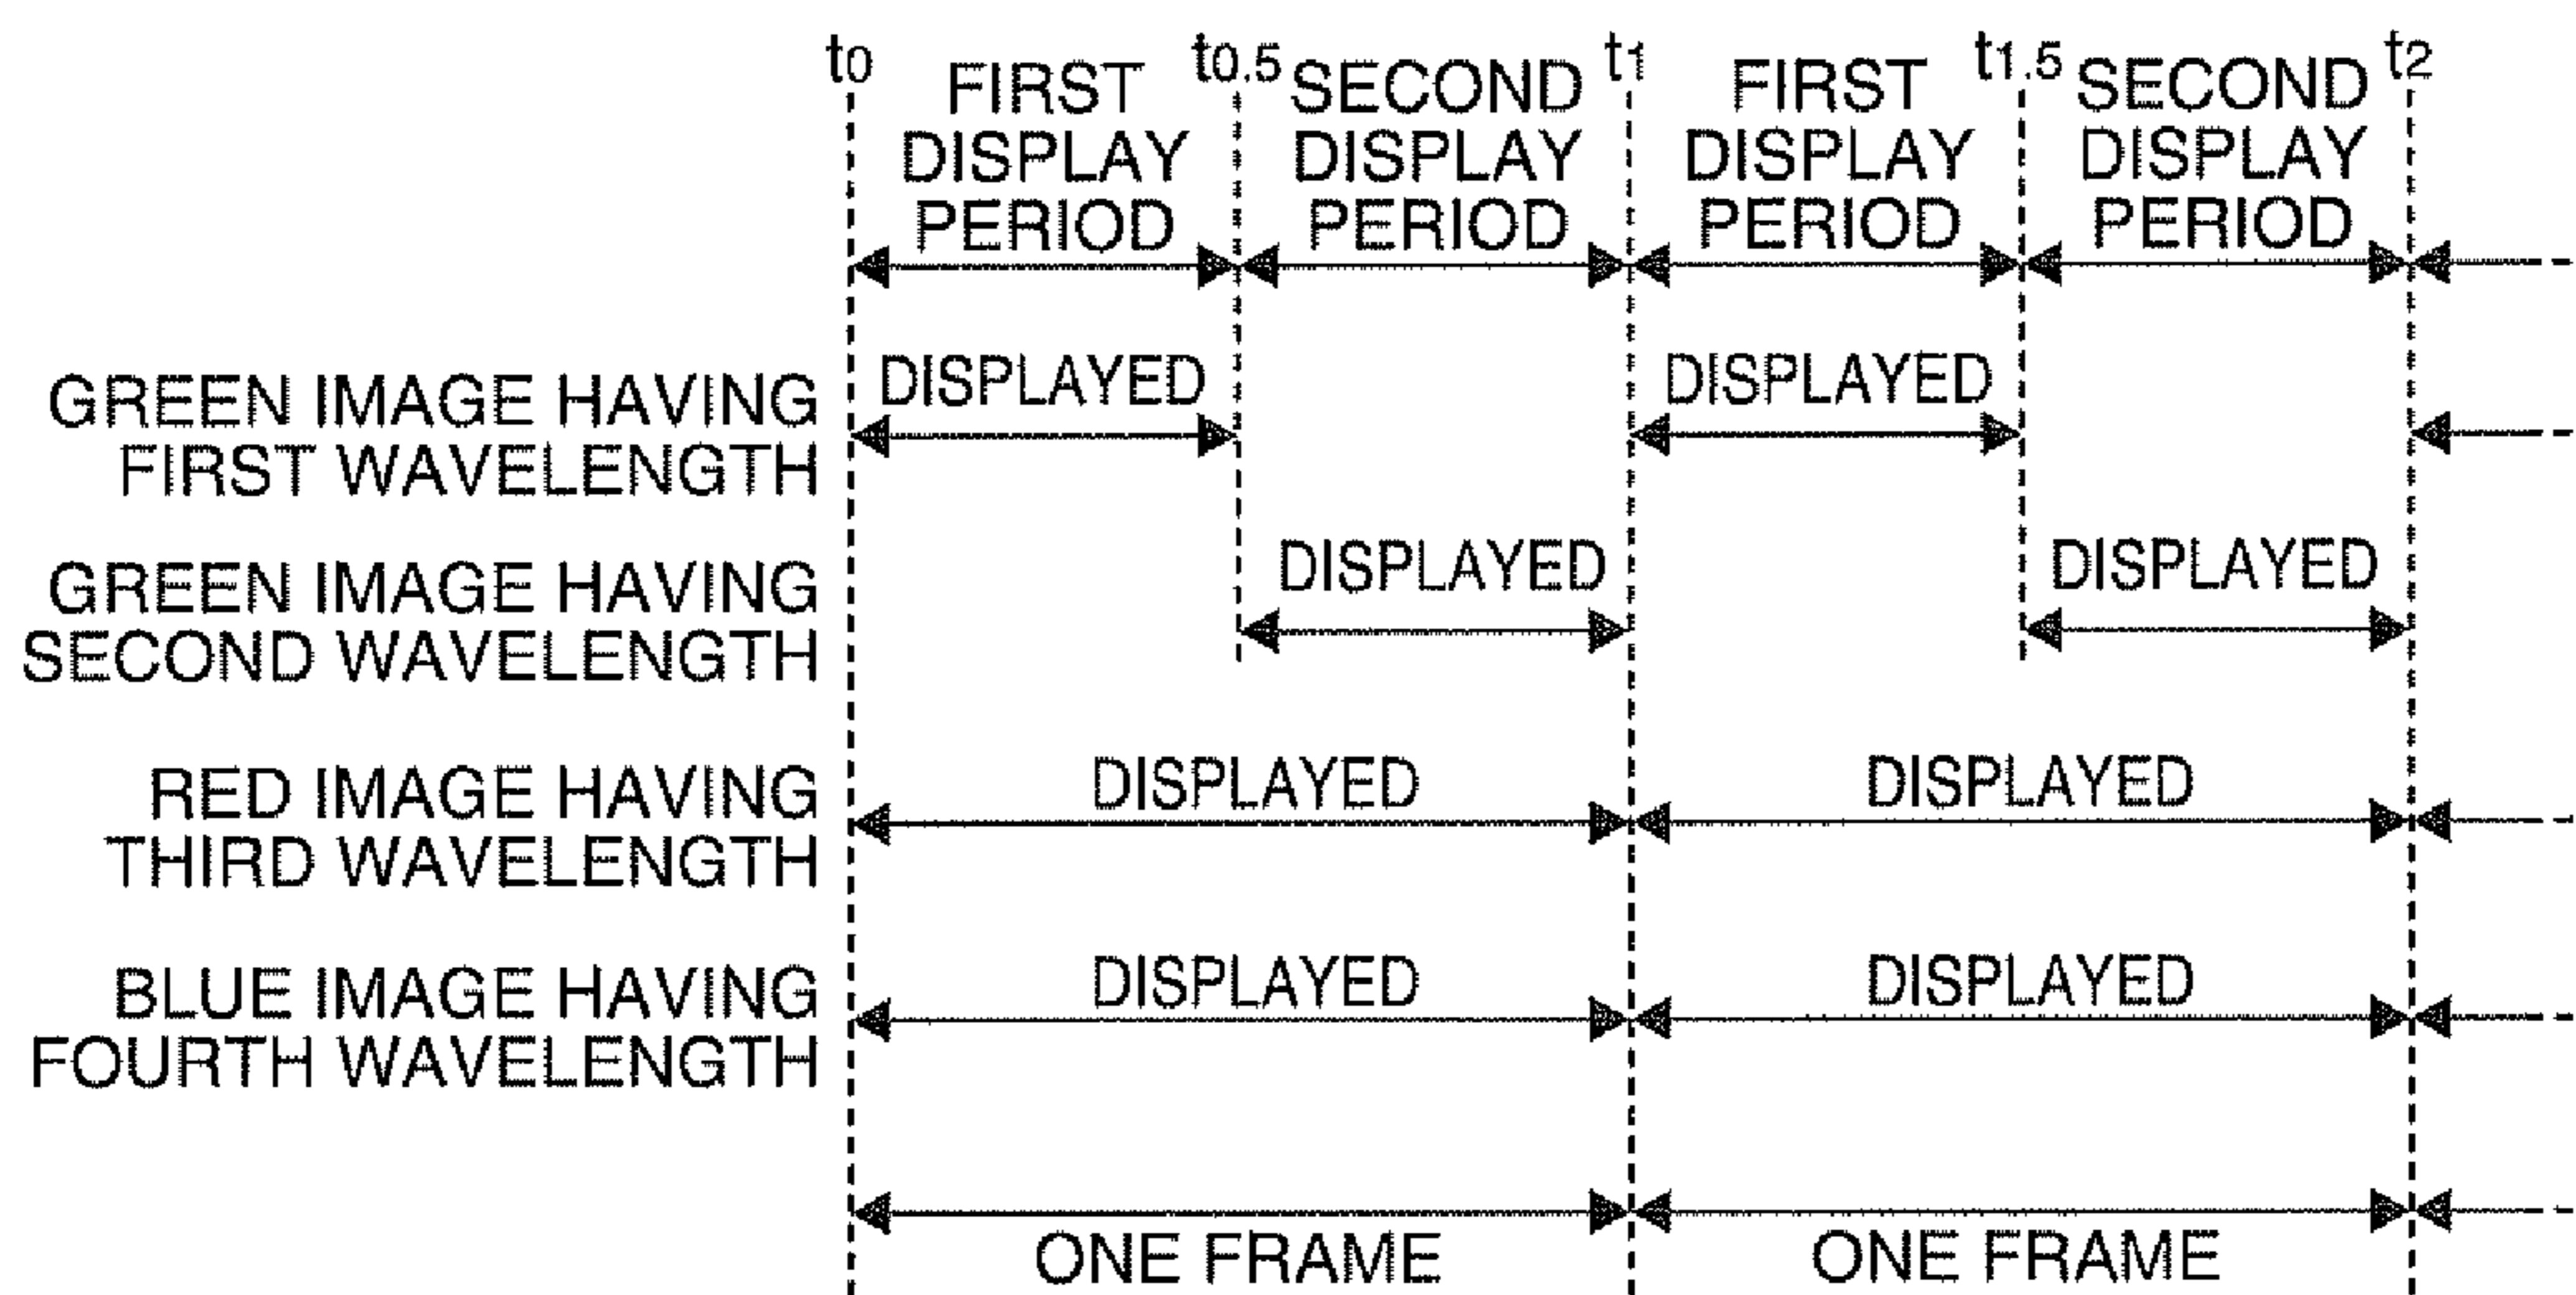 t0 t0.5 t1 t1.5 t2
FIRST DISPLAY PERIOD
SECOND DISPLAY PERIOD
FIRST DISPLAY PERIOD
SECOND DISPLAY PERIOD
GREEN IMAGE HAVING
FIRST WAVELENGTH
DISPLAYED DISPLAYED
GREEN IMAGE HAVING
SECOND WAVELENGTH
DISPLAYED DISPLAYED
RED IMAGE HAVING
THIRD WAVELENGTH
DISPLAYED DISPLAYED
BLUE IMAGE HAVING
FOURTH WAVELENGTH
DISPLAYED DISPLAYED
ONE FRAME ONE FRAME